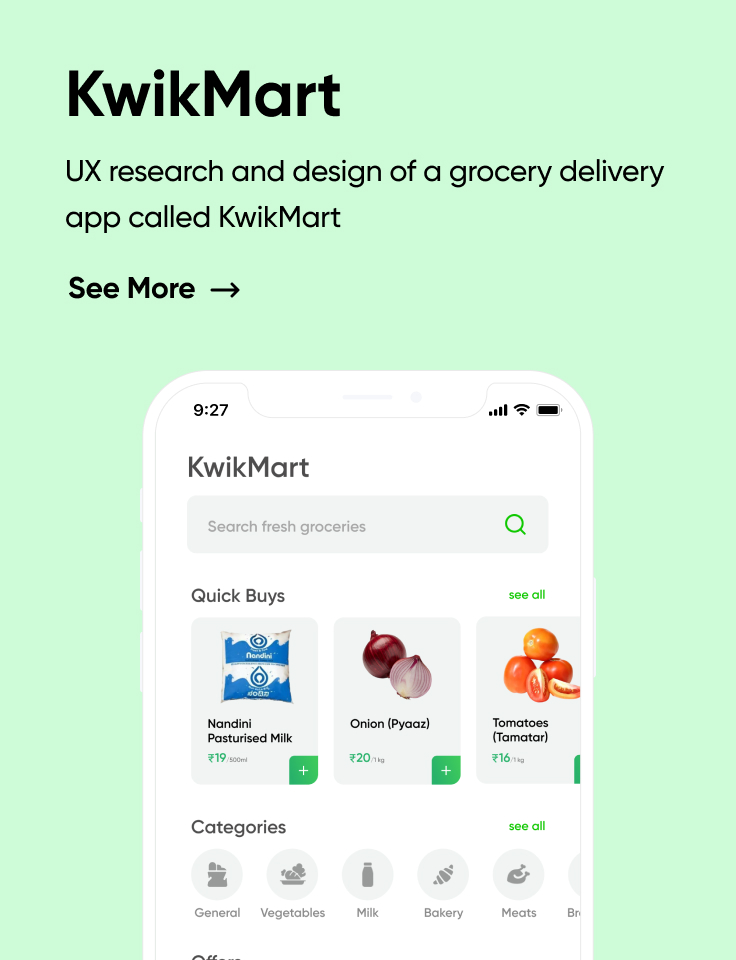 KwikMart
UX research and design of a grocery delivery
app called KwikMart
See More →
9:27
KwikMart
Search fresh groceries
Quick Buys
see all
Nandini
Nandini
Pasturised Milk
₹19/500ml
+
Onion (Pyaaz)
₹20/1 kg
+
Tomatoes
(Tamatar)
₹16/1 kg
Categories
see all
General
Vegetables
Milk
Bakery
Meats
Offers